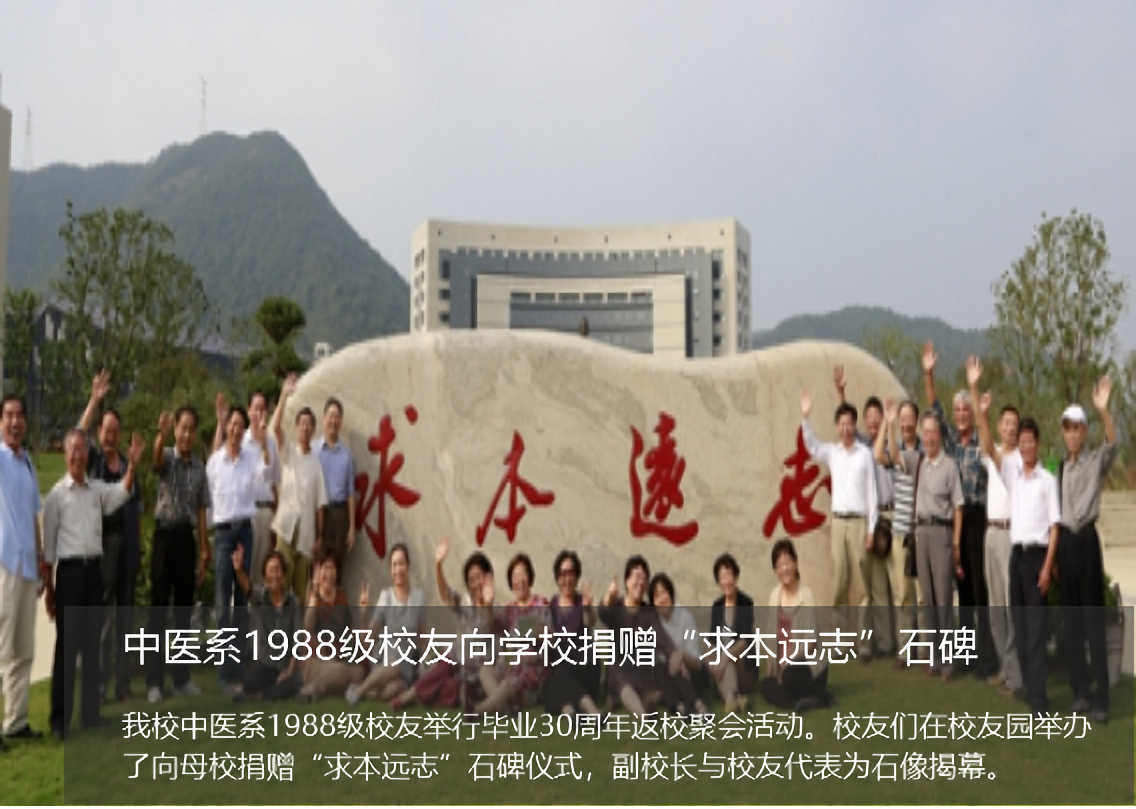 求本遠志
中医系1988级校友向学校捐赠“求本远志”石碑
我校中医系1988级校友举行毕业30周年返校聚会活动。校友们在校友园举办
了向母校捐赠“求本远志”石碑仪式，副校长与校友代表为石像揭幕。